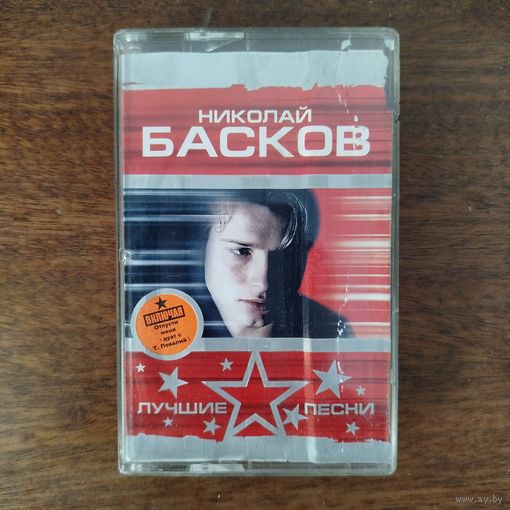 НИКОЛАЙ
БАСКОВ
ВКЛЮЧАЯ
Отпусти
меня
(дуэт с
Т. Повалий)
ЛУЧШИЕ ПЕСНИ
www.ay.by